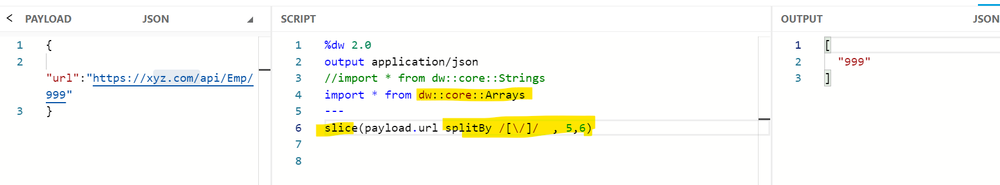 < PAYLOAD JSON
1 {
2
"url":"https://xyz.com/api/Emp/
999"
3 }
SCRIPT
1 %dw 2.0
2 output application/json
3 //import * from dw::core::Strings
4 import * from dw::core::Arrays
5 ---
6 slice(payload.url splitBy /[\/]/ , 5,6)
7
8
OUTPUT JSON
1 [
2 "999"
3 ]